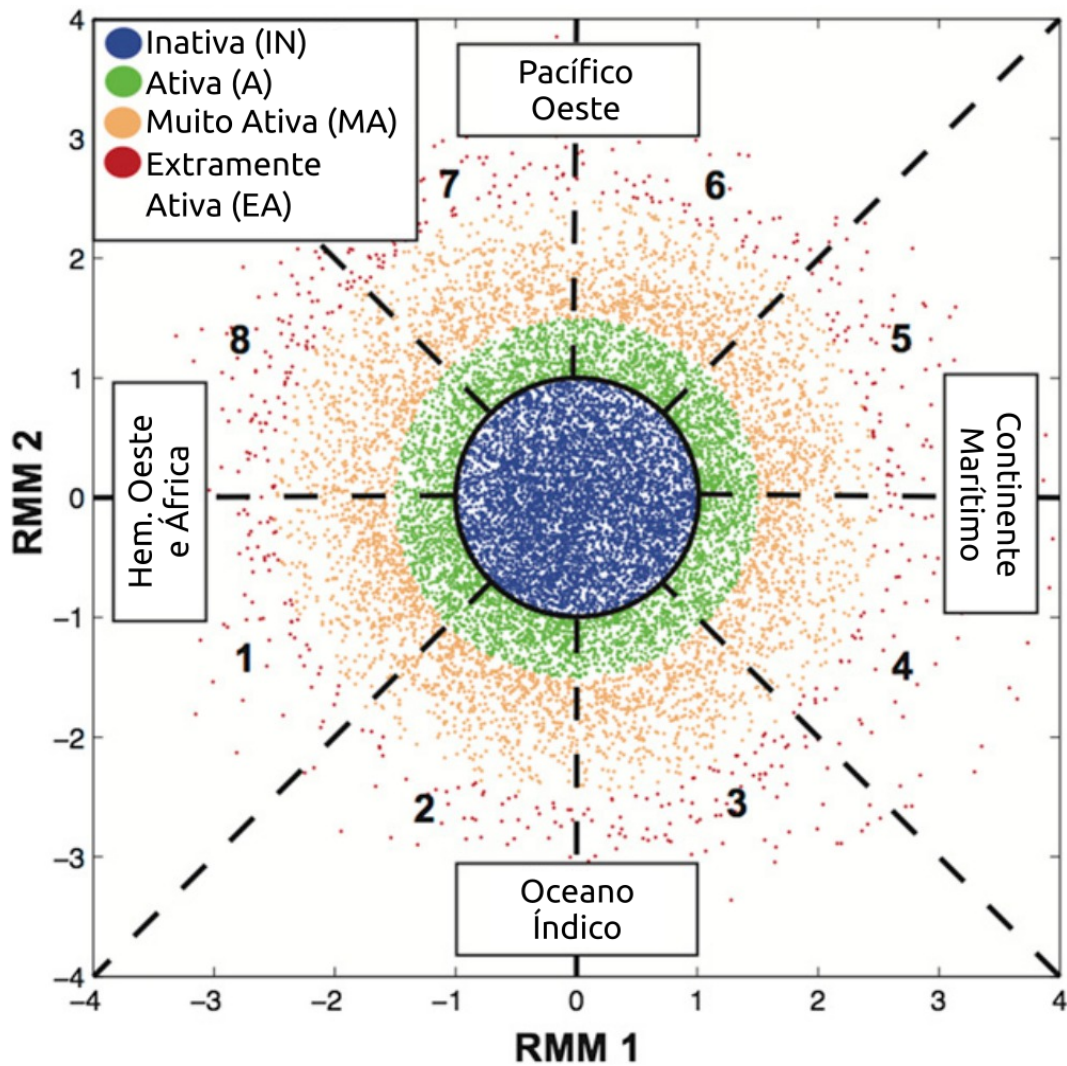 Inativa (IN)
Ativa (A)
Muito Ativa (MA)
Extramente
Ativa (EA)
Pacífico
Oeste
7
6
8
5
Hem. Oeste
e África
Continente
Marítimo
1
4
2
3
Oceano
Índico
4
3
2
1
0
−1
−2
−3
−4
RMM 2
−4
−3
−2
−1
0
1
2
3
4
RMM 1